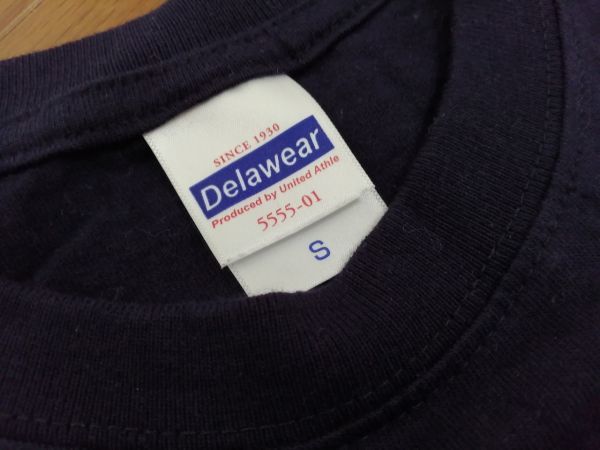 SINCE 1930
Delawear
Produced by United Athle
5555-01
S